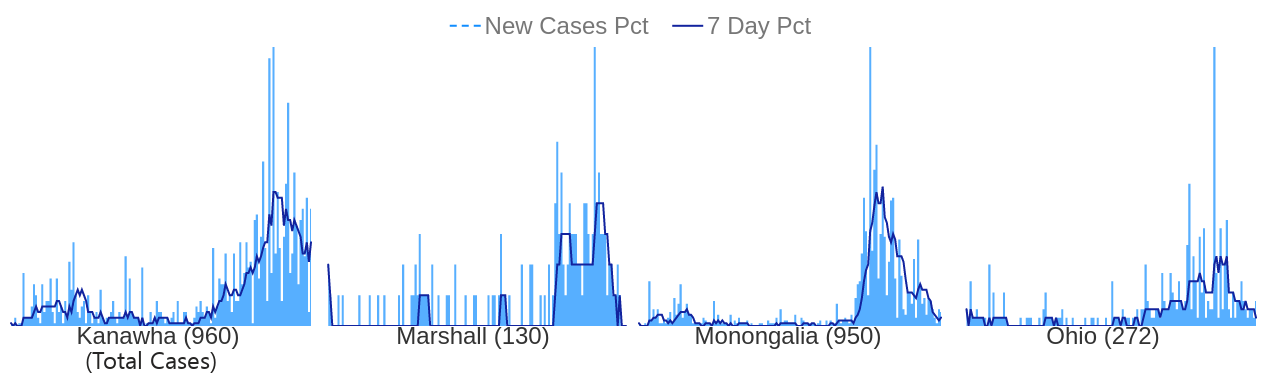 New Cases Pct 7 Day Pct
Kanawha (960) Marshall (130) Monongalia (950) Ohio (272)
(Total Cases)